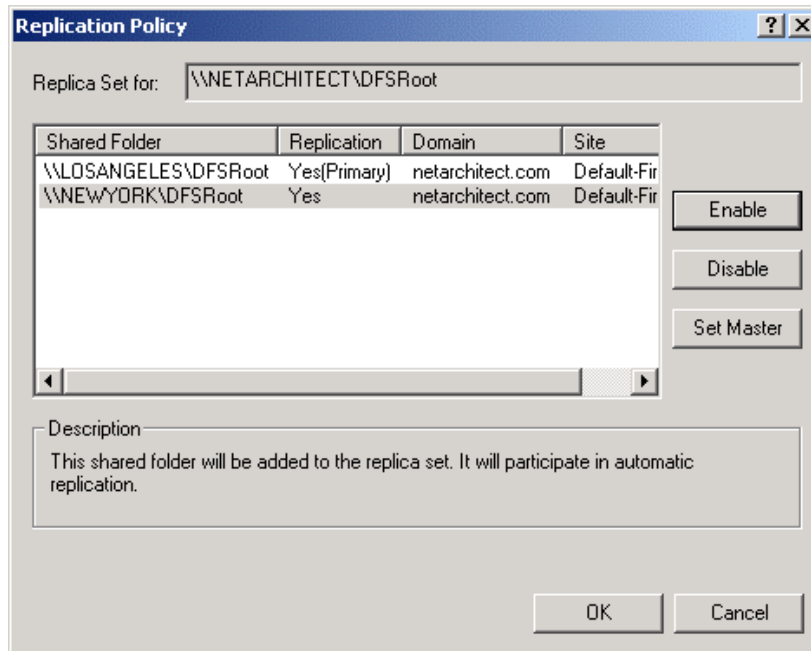 Replication Policy
Replica Set for: \\NETARCHITECT\DFSRoot
Shared Folder Replication Domain Site
\\LOSANGELES\DFSRoot Yes(Primary) netarchitect.com Default-Fir
\\NEWYORK\DFSRoot Yes netarchitect.com Default-Fir
Enable
Disable
Set Master
Description
This shared folder will be added to the replica set. It will participate in automatic
replication.
OK Cancel